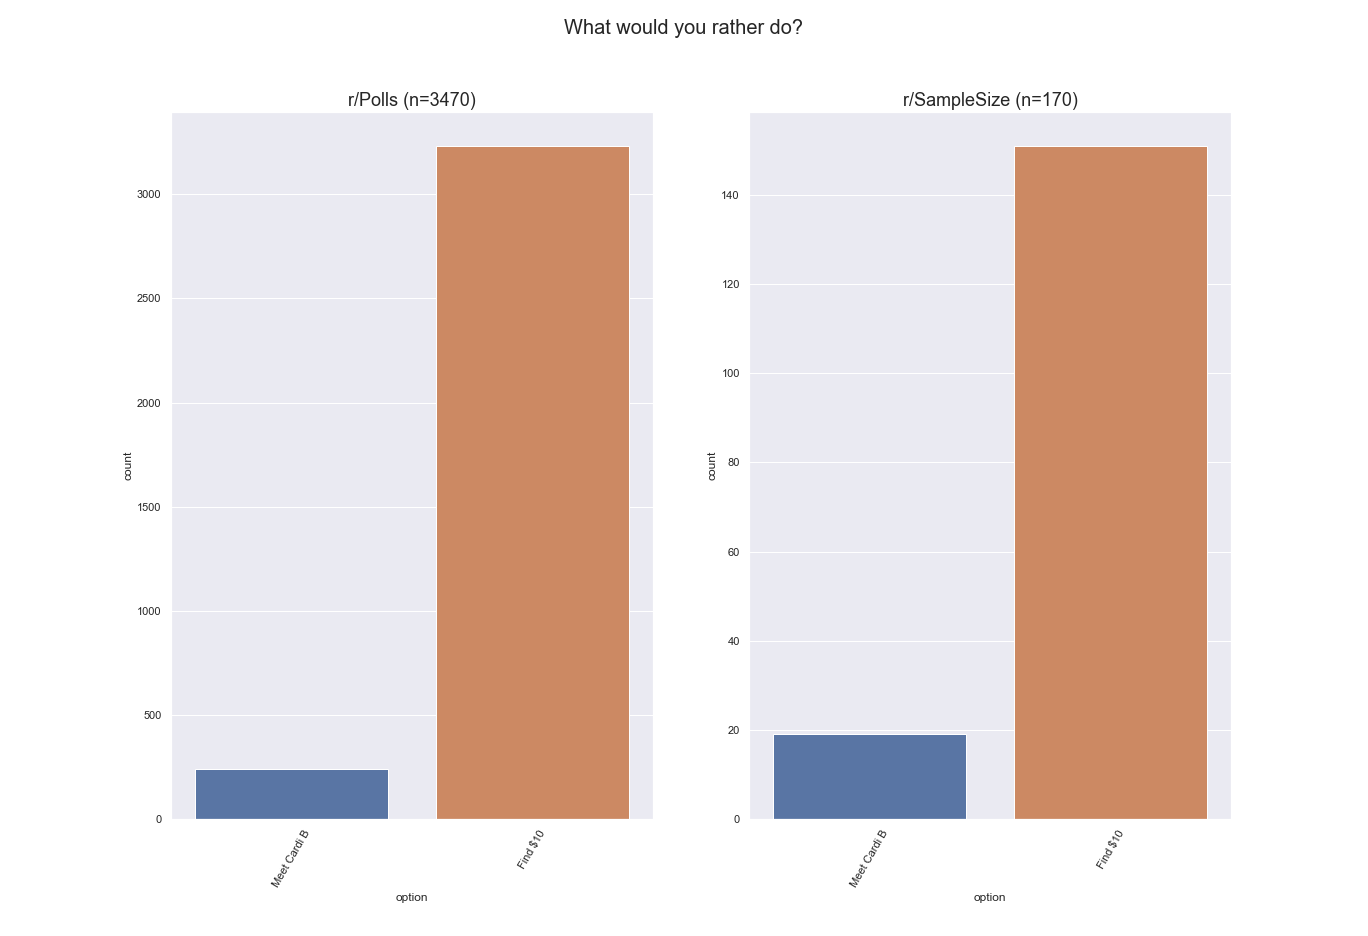 What would you rather do?
r/Polls (n=3470)
3000
2500
2000
1500
1000
500
0
count
Meet Cardi B
Find $10
option
r/SampleSize (n=170)
140
120
100
80
60
40
20
0
count
Meet Cardi B
Find $10
option